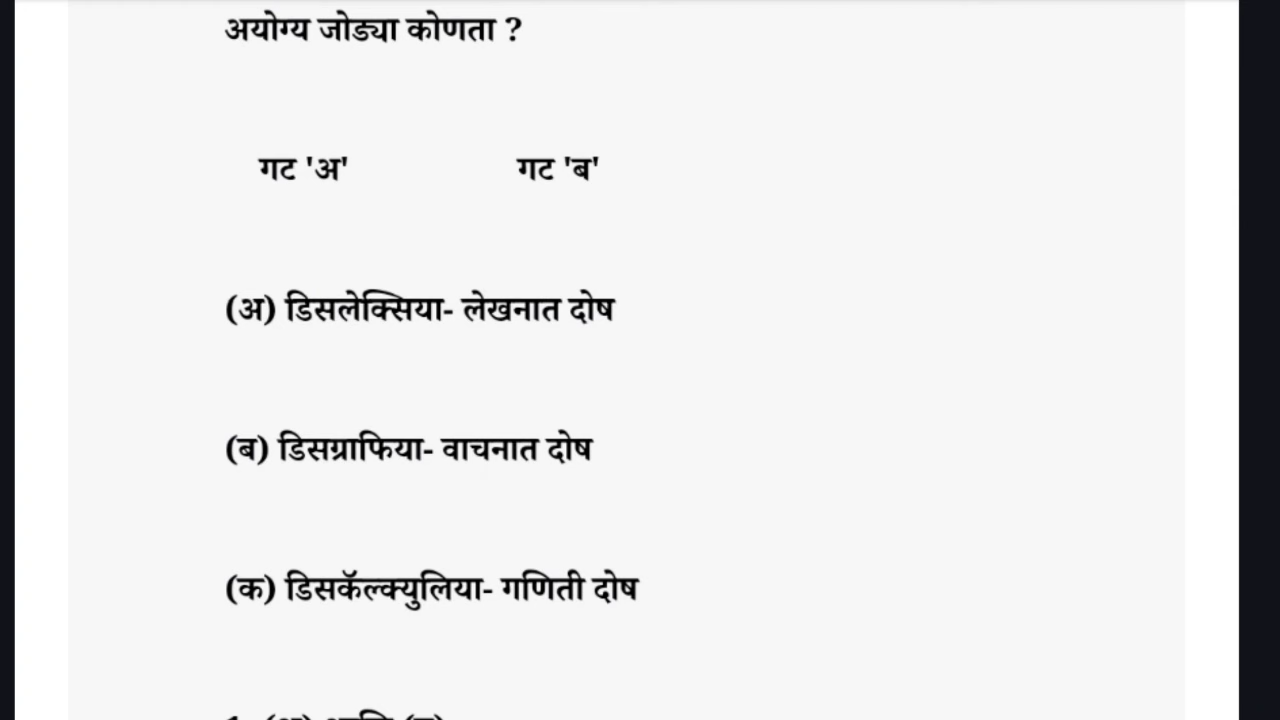 अयोग्य जोड्या कोणता ?
गट 'अ' गट 'ब'
(अ) डिसलेक्सिया- लेखनात दोष
(ब) डिसग्राफिया- वाचनात दोष
(क) डिसकॅल्क्युलिया- गणिती दोष